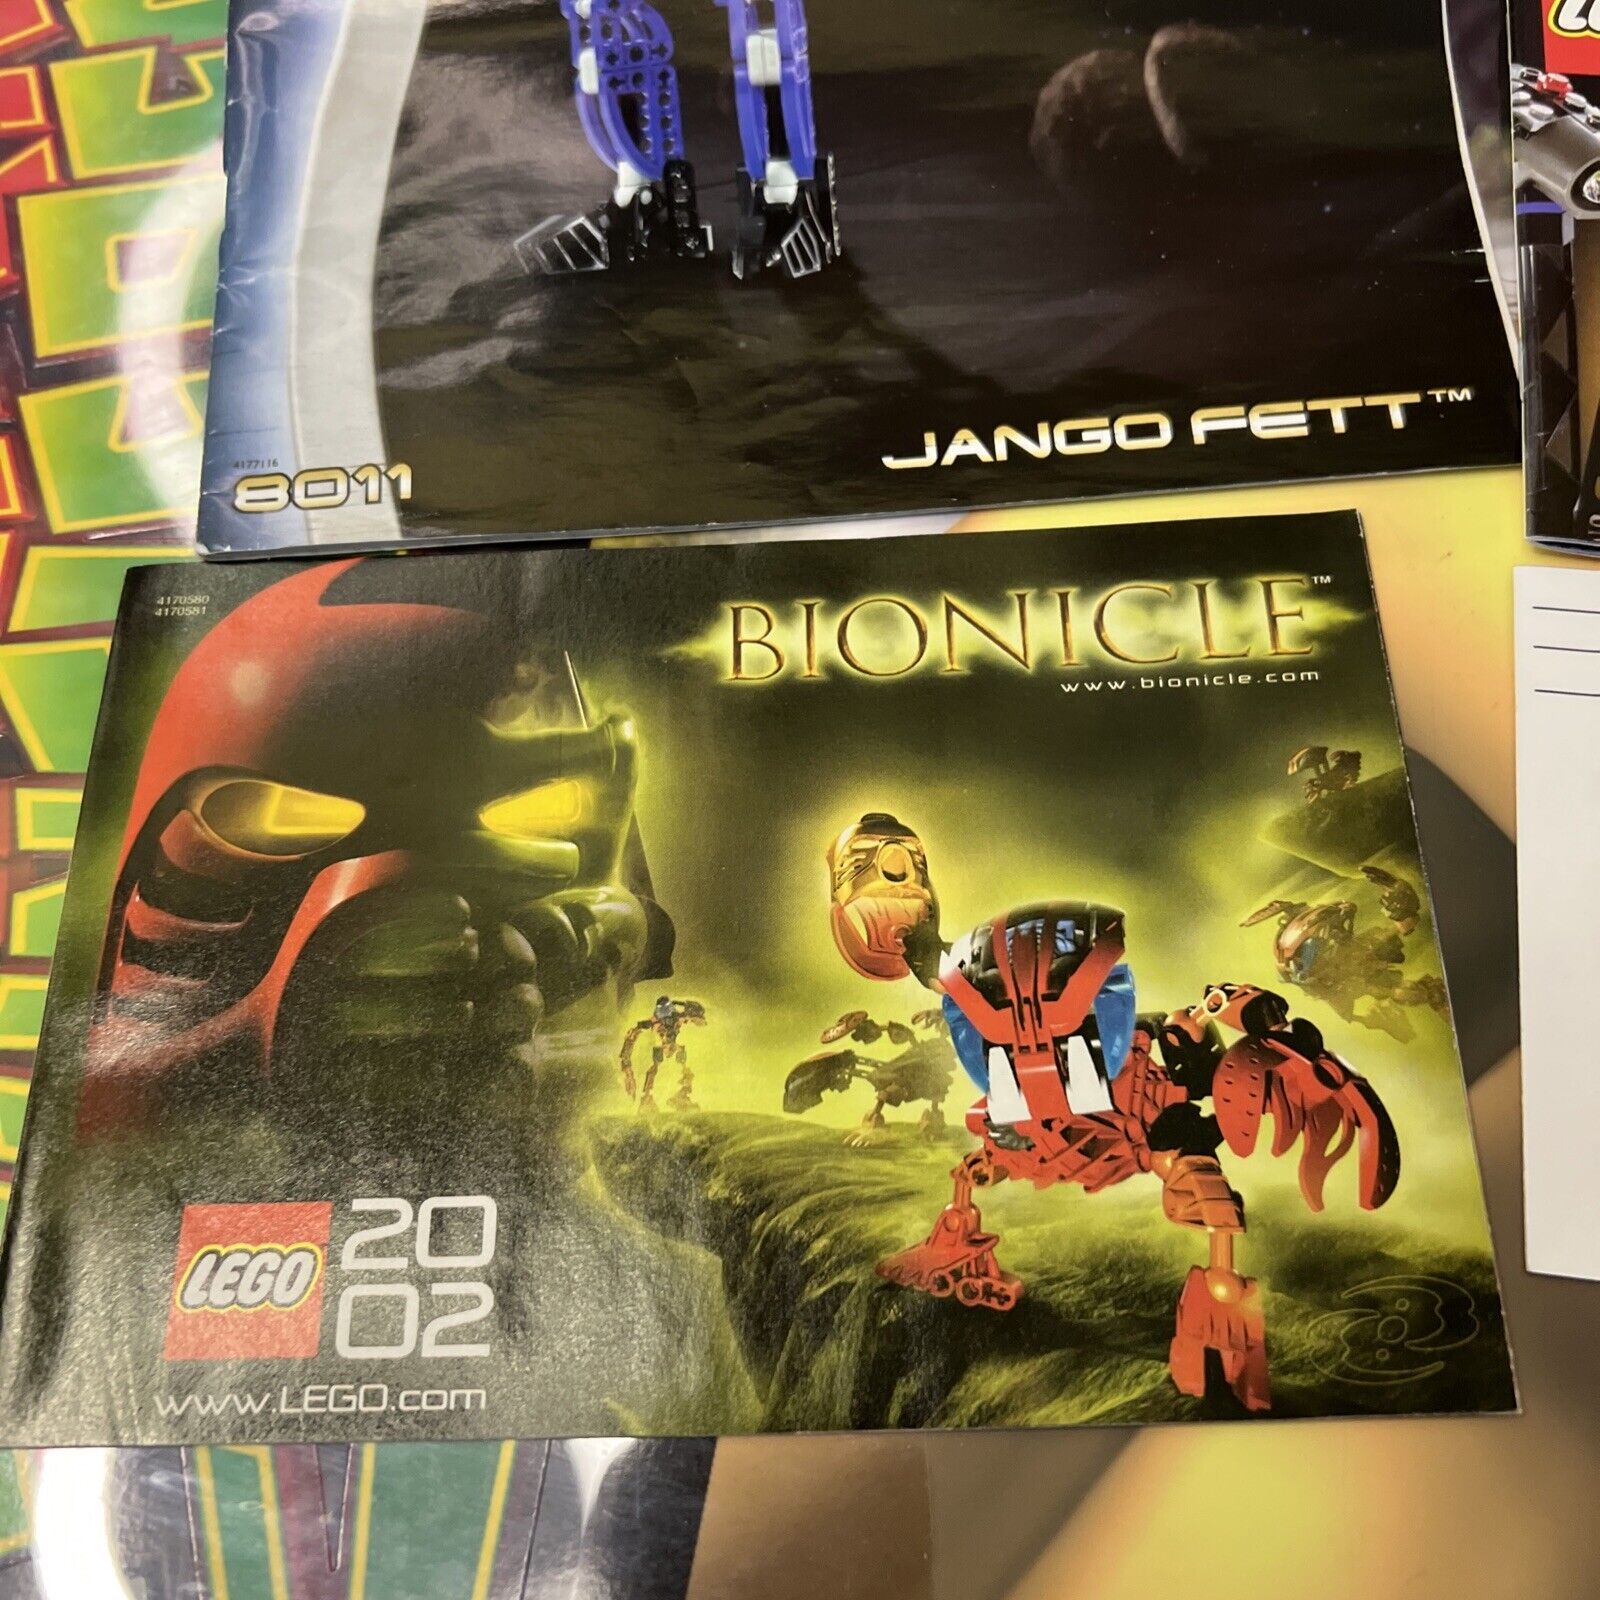 JANGO FETT™
4177116
8011
4170580
4170581
BIONICLE™
www.bionicle.com
LEGO
20
02
www.LEGO.com